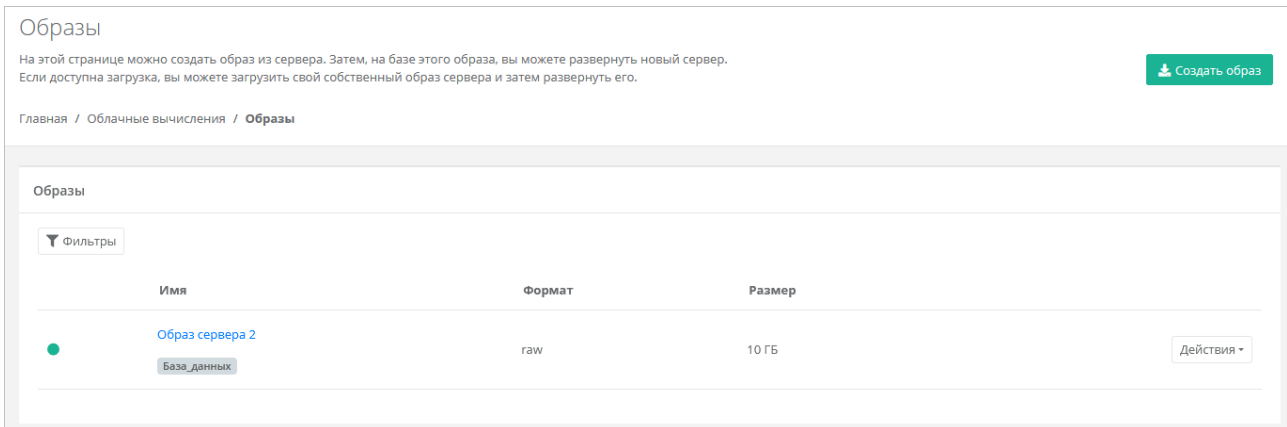 Образы
На этой странице можно создать образ из сервера. Затем, на базе этого образа, вы можете развернуть новый сервер.
Если доступна загрузка, вы можете загрузить свой собственный образ сервера и затем развернуть его.
Создать образ
Главная / Облачные вычисления / Образы
Образы
Фильтры
Имя Формат Размер
Образ сервера 2
raw 10 ГБ Действия
База_данных